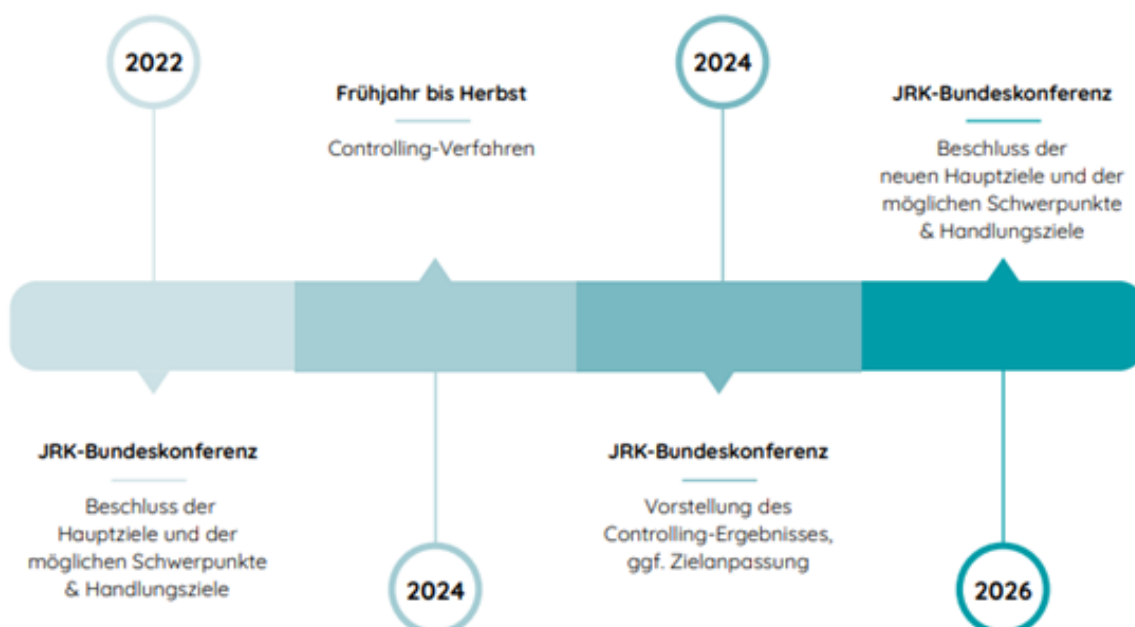 2022
JRK-Bundeskonferenz
Beschluss der
Hauptziele und der
möglichen Schwerpunkte
& Handlungsziele
Frühjahr bis Herbst
Controlling-Verfahren
2024
2024
JRK-Bundeskonferenz
Vorstellung des
Controlling-Ergebnisses,
ggf. Zielanpassung
JRK-Bundeskonferenz
Beschluss der
neuen Hauptziele und der
möglichen Schwerpunkte
& Handlungsziele
2026